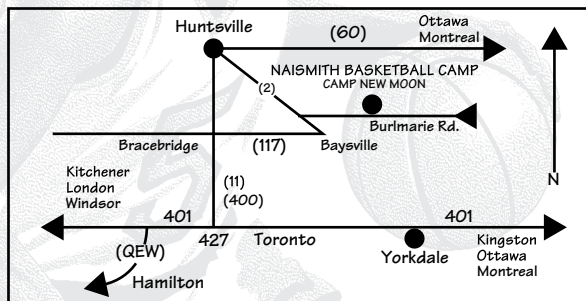 Huntsville
(60)
Ottawa
Montreal
NAISMITH BASKETBALL CAMP
CAMP NEW MOON
(2)
Burlmarie Rd.
Bracebridge
(117)
Baysville
N
Kitchener
London
Windsor
(11)
(400)
401
401
(QEW)
427
Toronto
Yorkdale
Kingston
Ottawa
Montreal
Hamilton